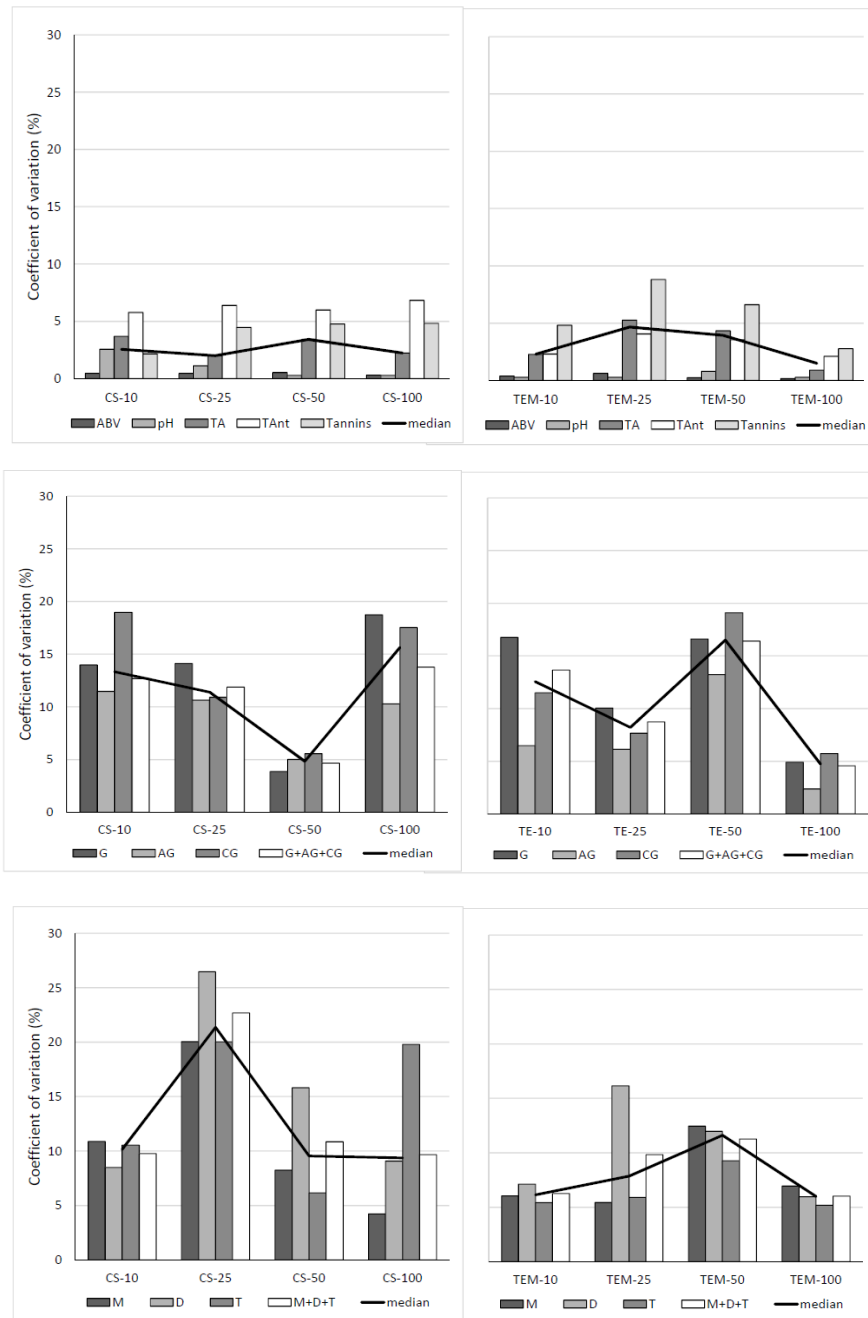 30
25
20
15
10
5
0
Coefficient of variation (%)
CS-10 CS-25 CS-50 CS-100
ABV pH TA TAnt Tannins median
TEM-10 TEM-25 TEM-50 TEM-100
ABV pH TA TAnt Tannins median
30
25
20
15
10
5
0
Coefficient of variation (%)
CS-10 CS-25 CS-50 CS-100
G AG CG G+AG+CG median
TE-10 TE-25 TE-50 TE-100
G AG CG G+AG+CG median
30
25
20
15
10
5
0
Coefficient of variation (%)
CS-10 CS-25 CS-50 CS-100
M D T M+D+T median
TEM-10 TEM-25 TEM-50 TEM-100
M D T M+D+T median